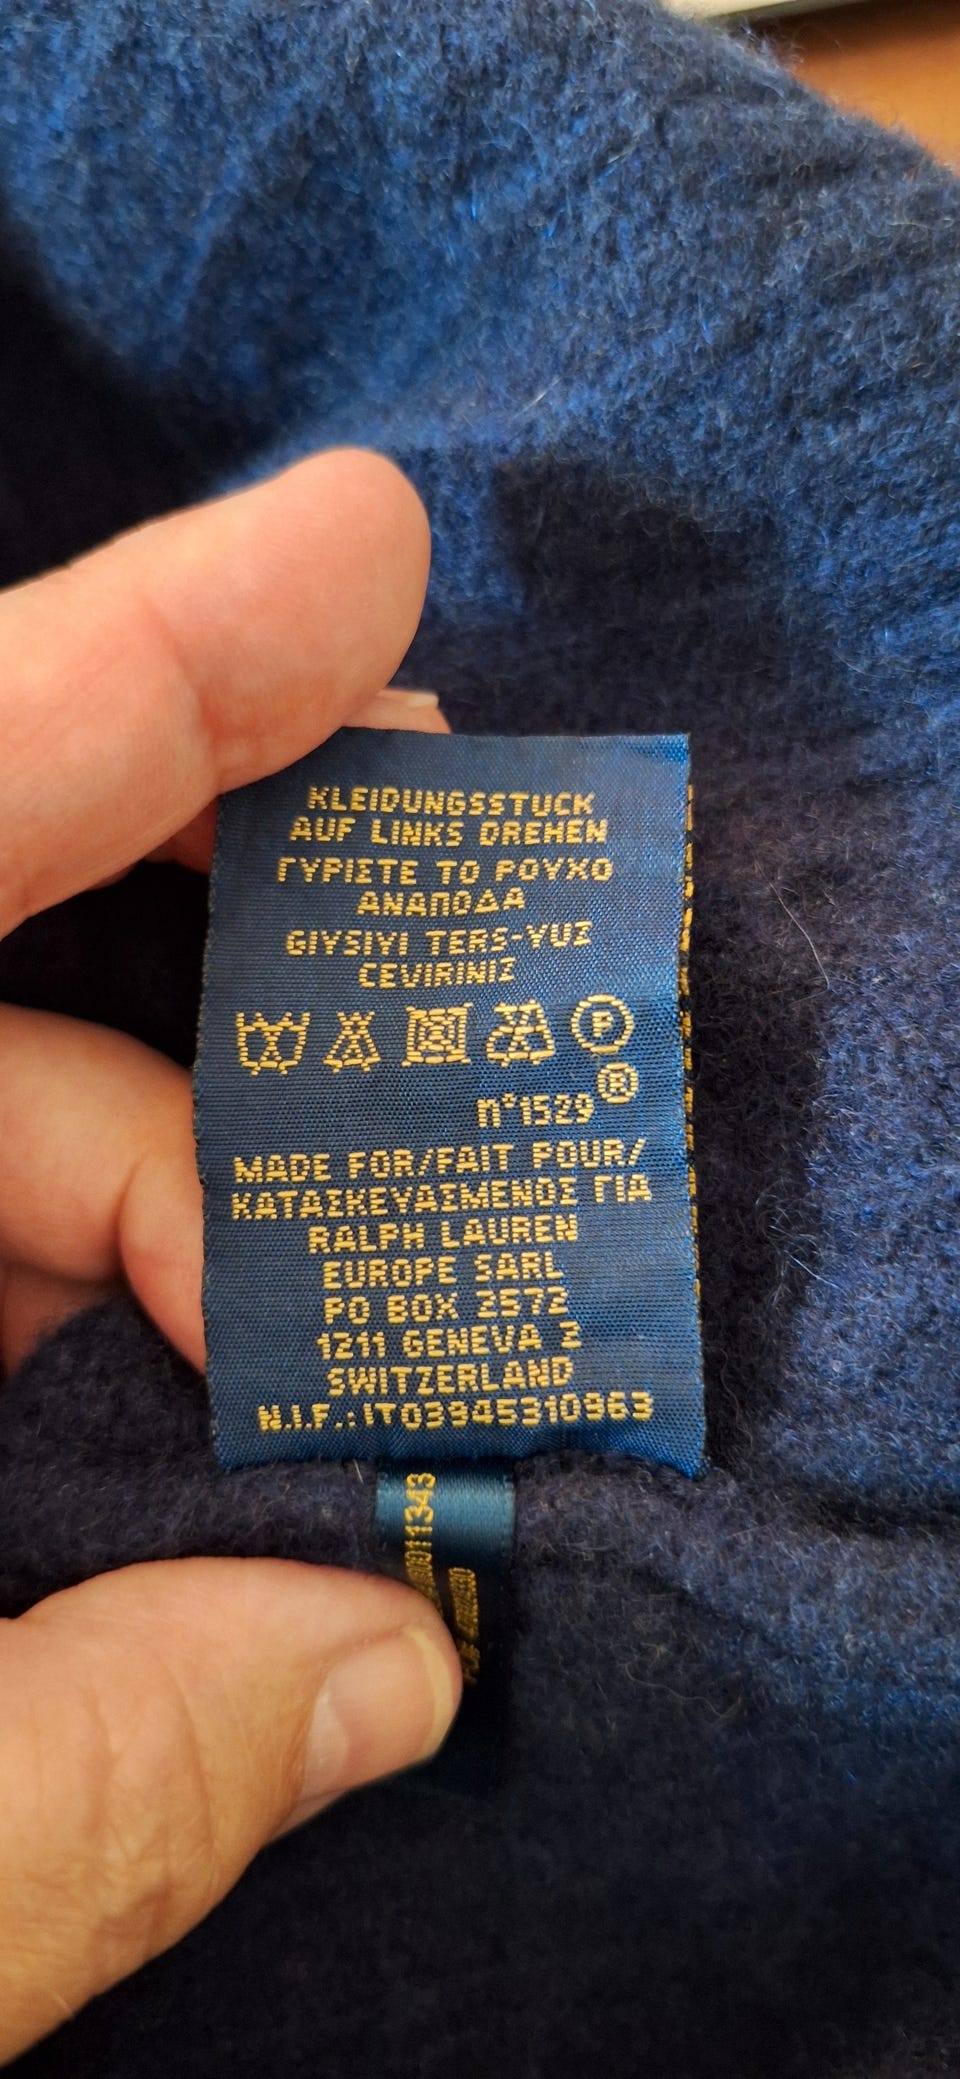 KLEIDUNGSSTUCK
AUF LINKS DREHEN
ΓΥΡΙΣΤΕ ΤΟ ΡΟΥΧΟ
ΑΝΑΠΟΔΑ
GIYSIYI TERS-YUZ
CEVIRINIZ
P
n°1529®
MADE FOR/FAIT POUR/
ΚΑΤΑΣΚΕΥΑΣΜΕΝΟΣ ΓΙΑ
RALPH LAUREN
EUROPE SARL
PO BOX 2572
1211 GENEVA 2
SWITZERLAND
N.I.F.:IT03945310963